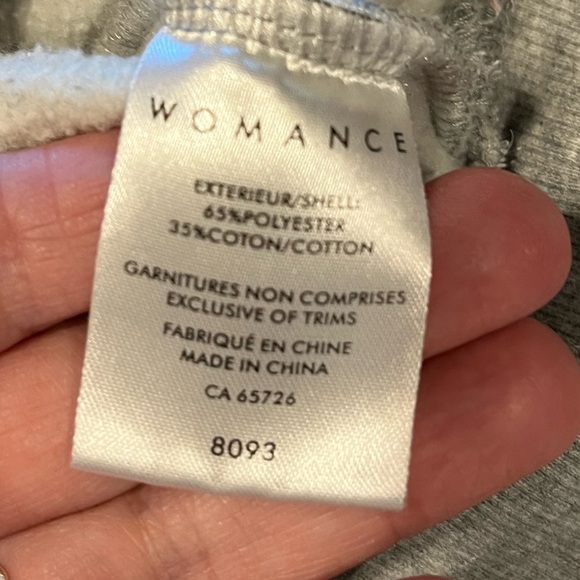 WOMANCE
EXTERIEUR/SHELL:
65%POLYESTER
35%COTON/COTTON
GARNITURES NON COMPRISES
EXCLUSIVE OF TRIMS
FABRIQUÉ EN CHINE
MADE IN CHINA
CA 65726
8093